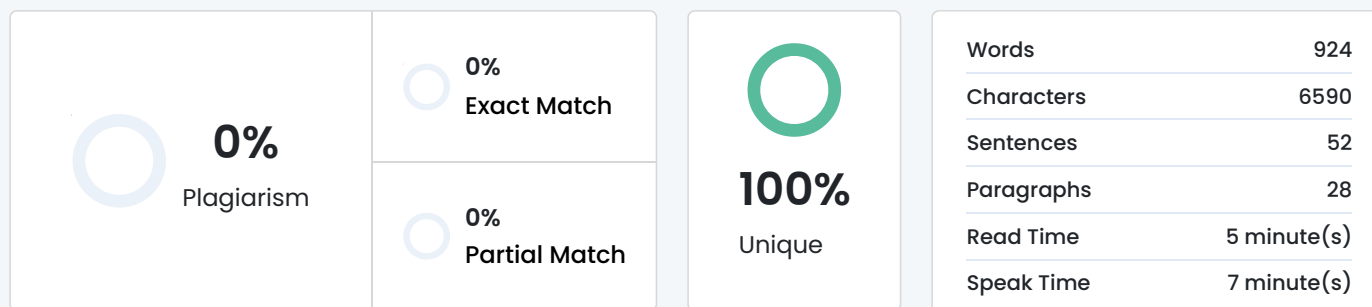 0%
Plagiarism
0%
Exact Match
0%
Partial Match
100%
Unique
Words 924
Characters 6590
Sentences 52
Paragraphs 28
Read Time 5 minute(s)
Speak Time 7 minute(s)